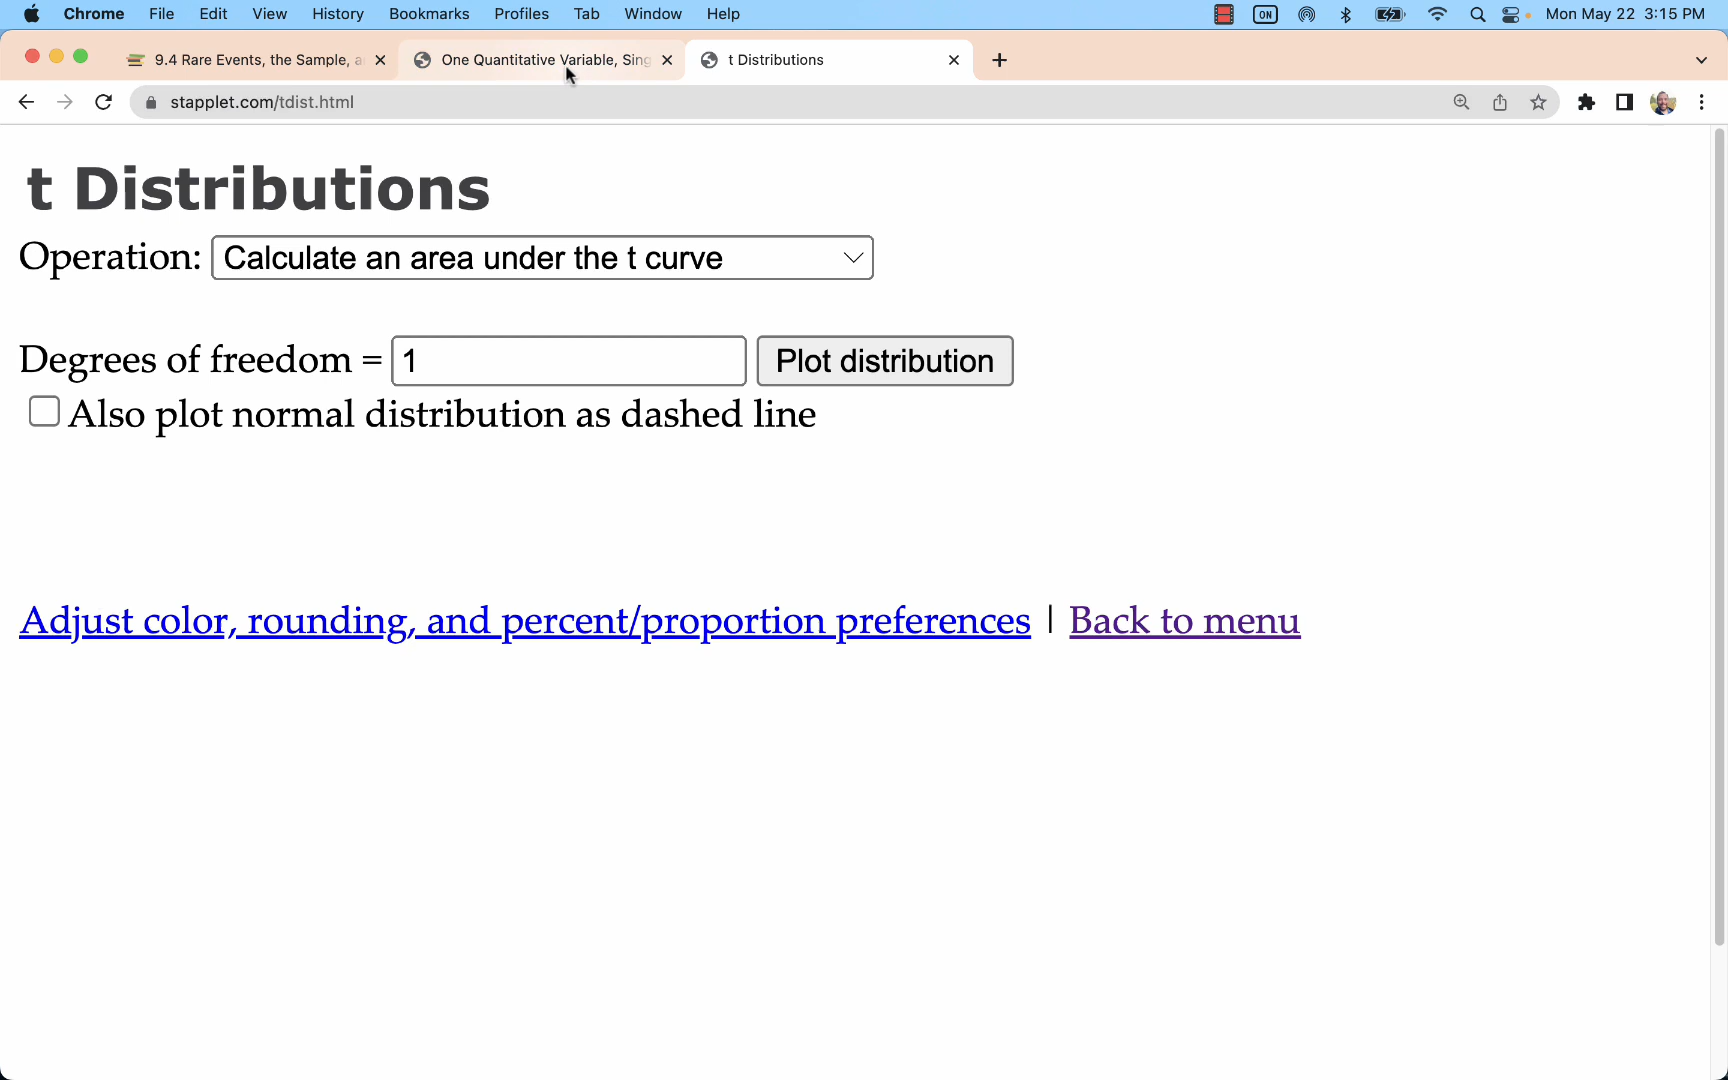 Chrome File Edit View History Bookmarks Profiles Tab Window Help ON Mon May 22 3:15 PM
9.4 Rare Events, the Sample, a One Quantitative Variable, Sing t Distributions
stapplet.com/tdist.html
t Distributions
Operation: Calculate an area under the t curve
Degrees of freedom = 1 Plot distribution
Also plot normal distribution as dashed line
Adjust color, rounding, and percent/proportion preferences | Back to menu